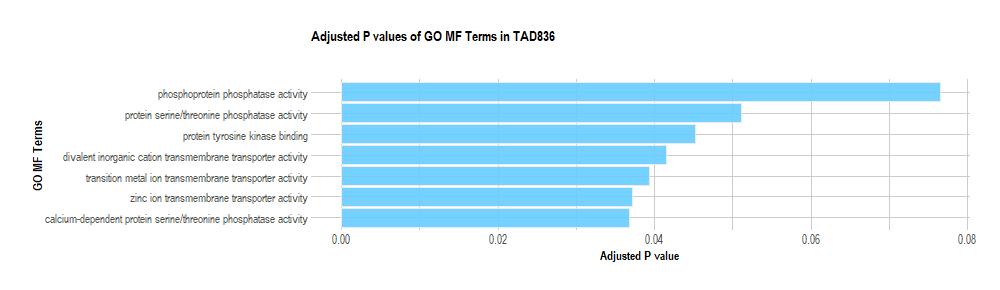 Adjusted P values of GO MF Terms in TAD836
GO MF Terms
phosphoprotein phosphatase activity
protein serine/threonine phosphatase activity
protein tyrosine kinase binding
divalent inorganic cation transmembrane transporter activity
transition metal ion transmembrane transporter activity
zinc ion transmembrane transporter activity
calcium-dependent protein serine/threonine phosphatase activity
0.00 0.02 0.04 0.06 0.08
Adjusted P value